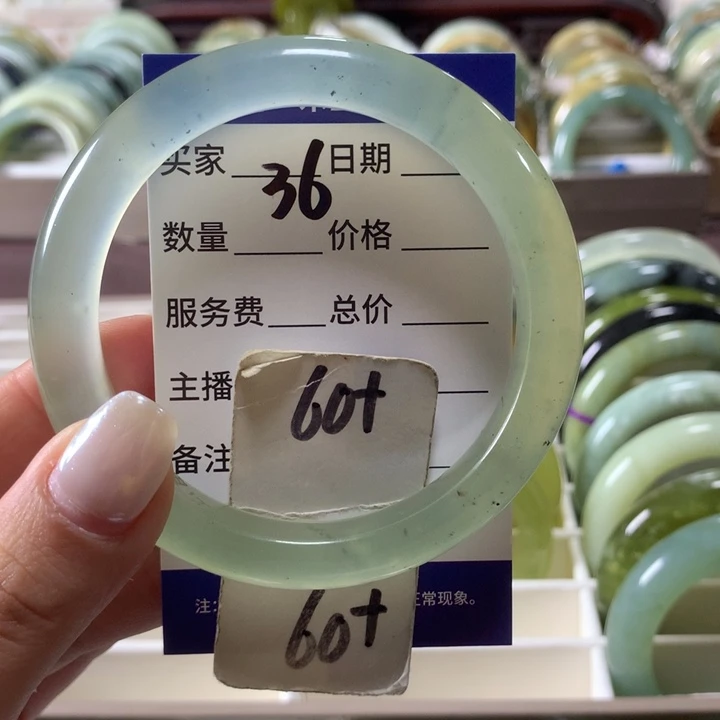 买家 日期
36
数量 价格
服务费 总价
主播
60+
备注
注: 正常现象。
60+